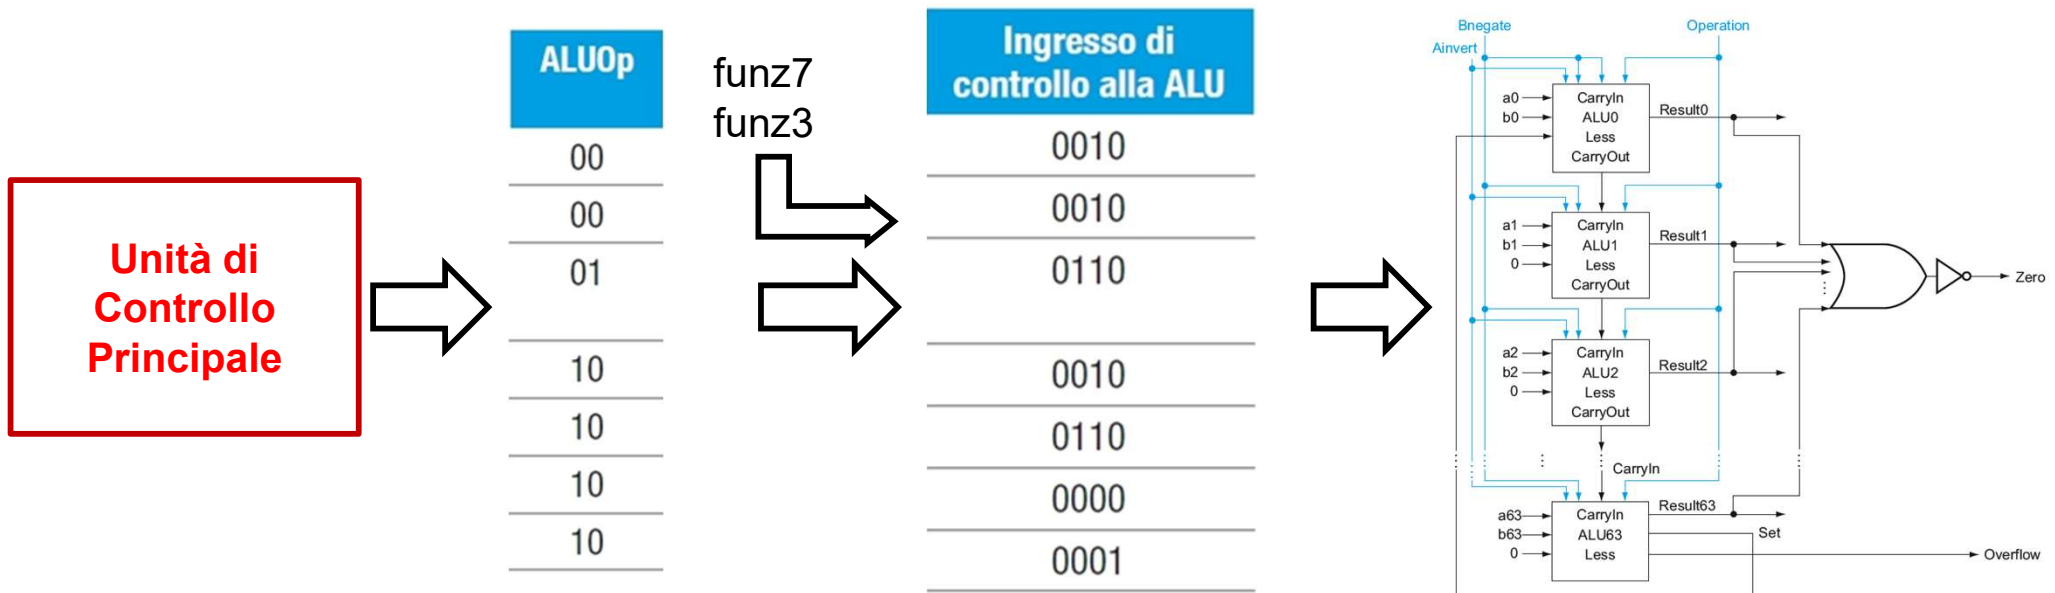 Unità di
Controllo
Principale
ALUOp
00
00
01
10
10
10
10
funz7
funz3
Ingresso di
controllo alla ALU
0010
0010
0110
0010
0110
0000
0001
Bnegate
Operation
Ainvert
a0
b0
CarryIn
ALU0
Less
CarryOut
Result0
a1
b1
0
CarryIn
ALU1
Less
CarryOut
Result1
Zero
a2
b2
0
CarryIn
ALU2
Less
CarryOut
Result2
CarryIn
a63
b63
0
CarryIn
ALU63
Less
Result63
Set
Overflow